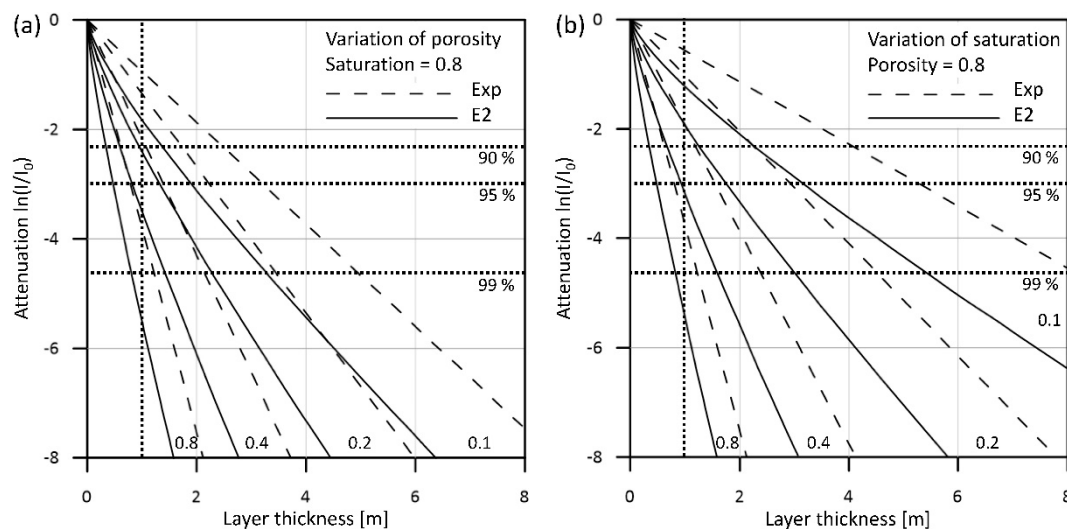 (a)
Variation of porosity
Saturation = 0.8
Exp
E2
90 %
95 %
99 %
0.8
0.4
0.2
0.1
0
-2
-4
-6
-8
0
2
4
6
8
Attenuation ln(I/I₀)
Layer thickness [m]
(b)
Variation of saturation
Porosity = 0.8
Exp
E2
90 %
95 %
99 %
0.1
0.8
0.4
0.2
0
-2
-4
-6
-8
0
2
4
6
8
Attenuation ln(I/I₀)
Layer thickness [m]